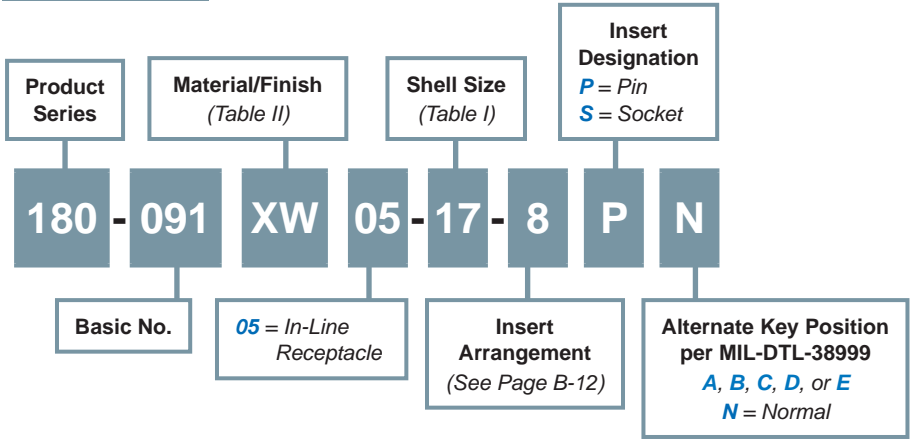 Product
Series
Material/Finish
(Table II)
Shell Size
(Table I)
Insert
Designation
P = Pin
S = Socket
180 - 091 XW 05 - 17 - 8 P N
Basic No.
05 = In-Line
Receptacle
Insert
Arrangement
(See Page B-12)
Alternate Key Position
per MIL-DTL-38999
A, B, C, D, or E
N = Normal